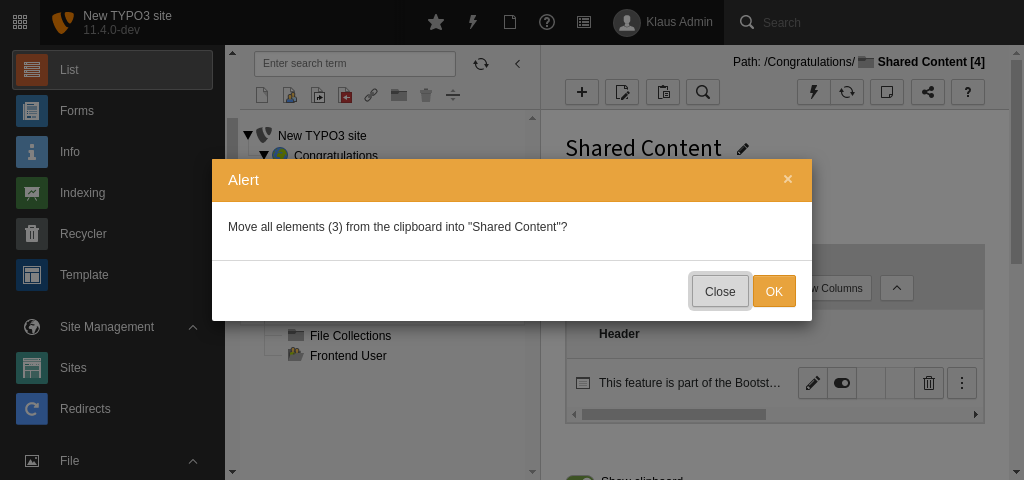 New TYPO3 site
11.4.0-dev
Klaus Admin
Search
List
Forms
Info
Indexing
Recycler
Template
Site Management
Sites
Redirects
File
Enter search term
New TYPO3 site
Congratulations
File Collections
Frontend User
Path: /Congratulations/ Shared Content [4]
Shared Content
Alert
×
Move all elements (3) from the clipboard into "Shared Content"?
Close
OK
Columns
Header
This feature is part of the Bootst...
Show clipboard